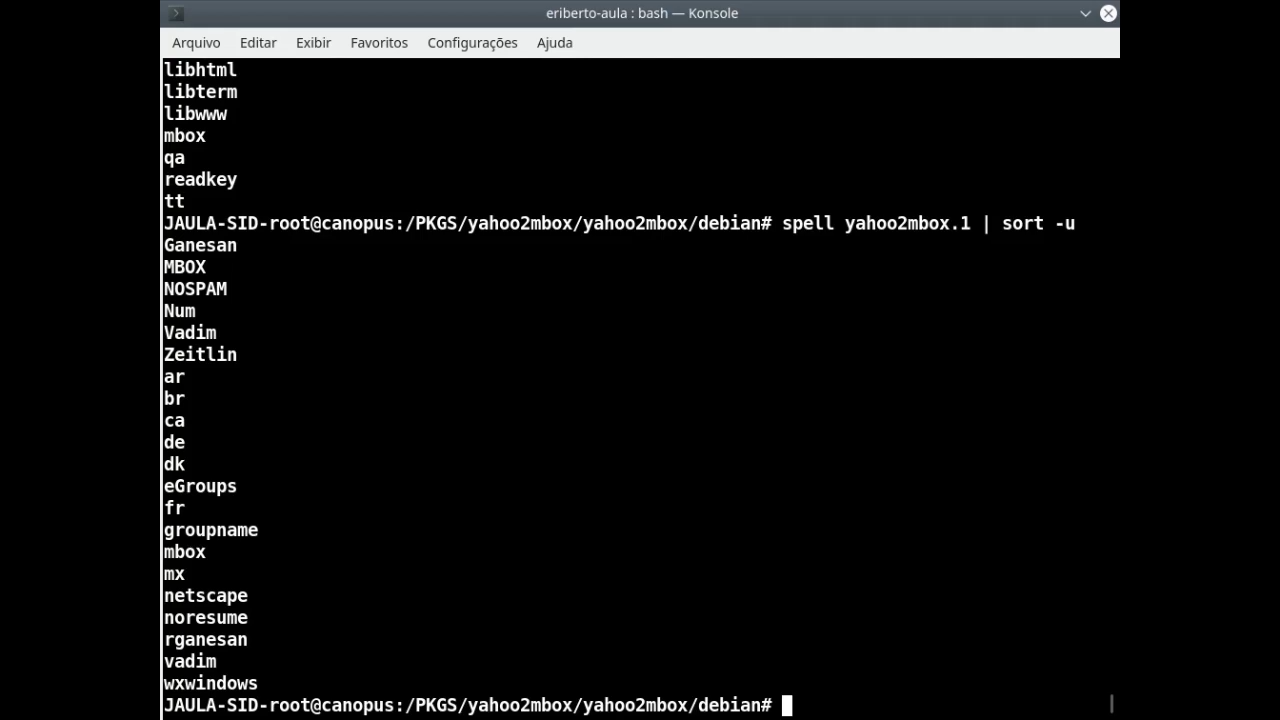 eriberto-aula : bash — Konsole
Arquivo Editar Exibir Favoritos Configurações Ajuda
libhtml
libterm
libwww
mbox
qa
readkey
tt
JAULA-SID-root@canopus:/PKGS/yahoo2mbox/yahoo2mbox/debian# spell yahoo2mbox.1 | sort -u
Ganesan
MBOX
NOSPAM
Num
Vadim
Zeitlin
ar
br
ca
de
dk
eGroups
fr
groupname
mbox
mx
netscape
noresume
rganesan
vadim
wxwindows
JAULA-SID-root@canopus:/PKGS/yahoo2mbox/yahoo2mbox/debian#